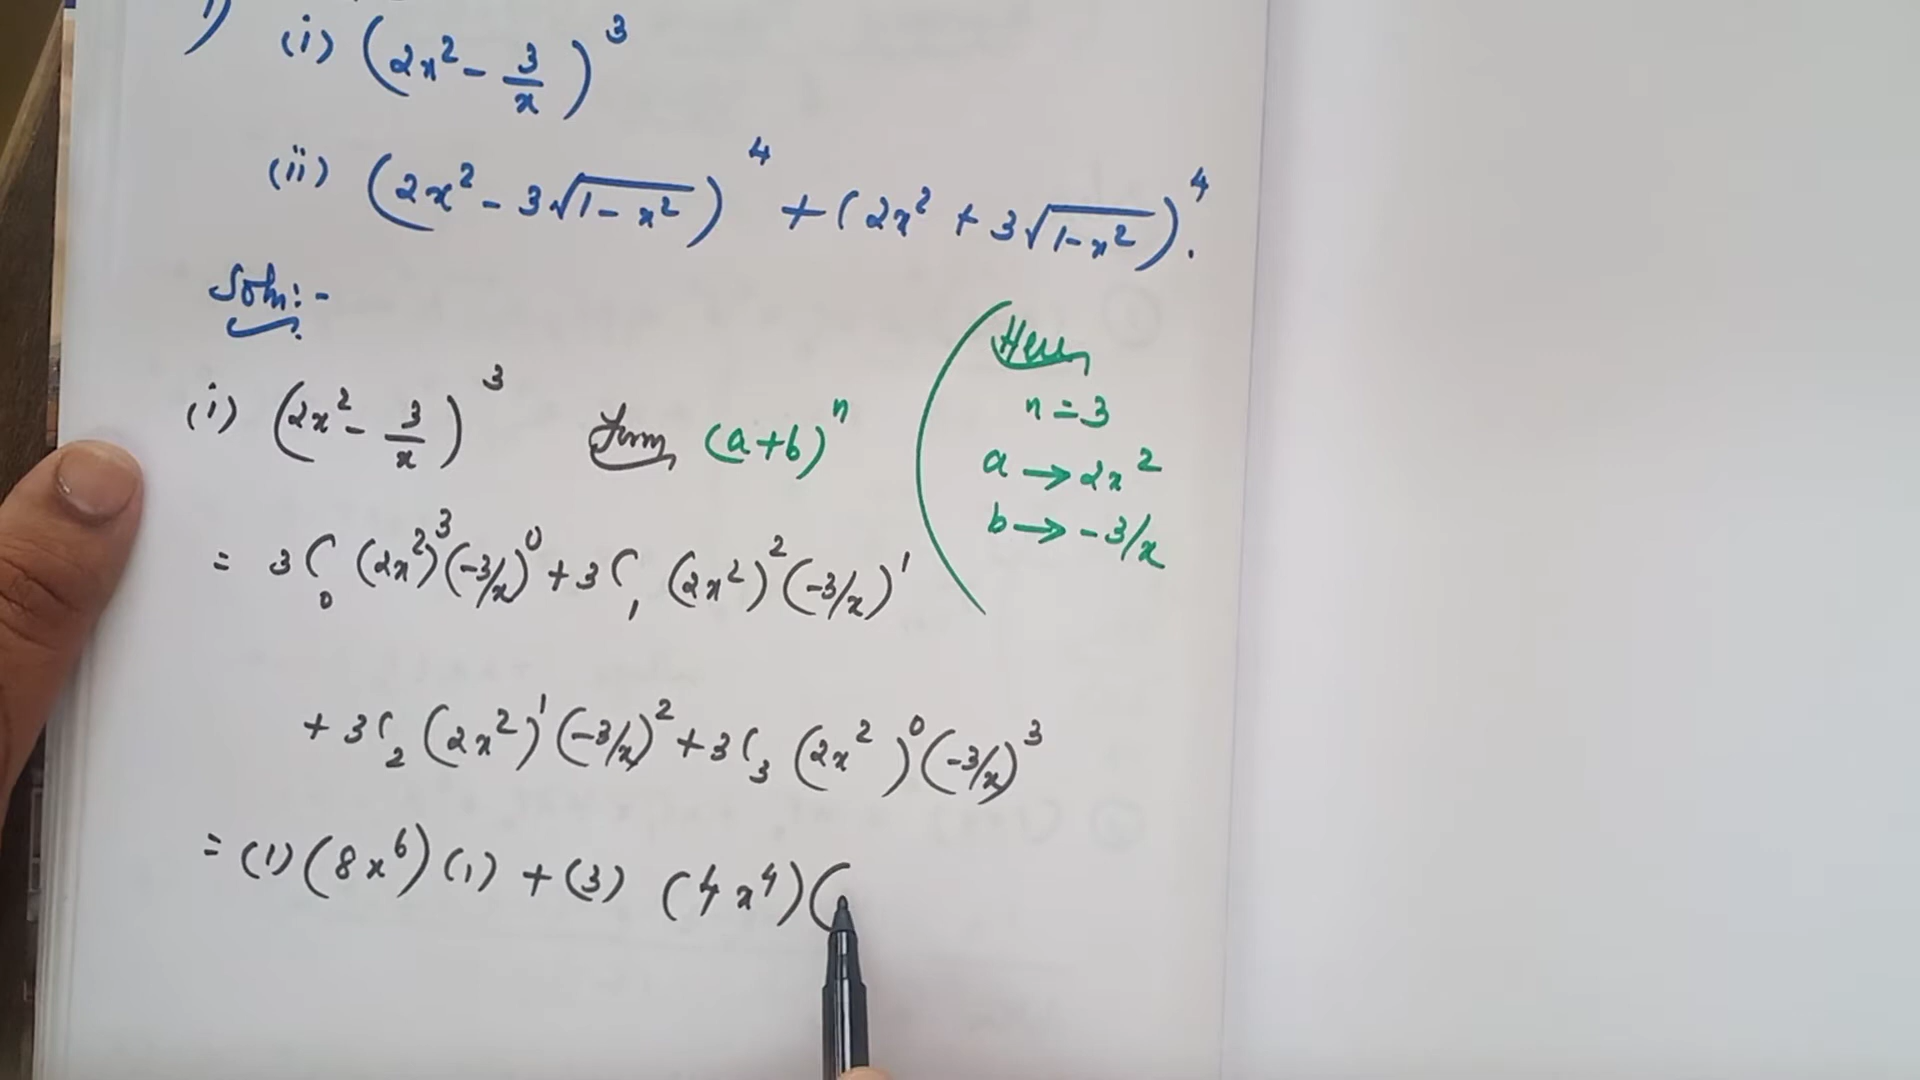 1) (i) (2x² - 3/x)³
(ii) (2x² - 3√(1-x²))⁴ + (2x² + 3√(1-x²))⁴.
Soln:-
(i) (2x² - 3/x)³ Form (a+b)ⁿ
Here
n = 3
a → 2x²
b → -3/x
= 3C₀ (2x²)³(-3/x)⁰ + 3C₁ (2x²)²(-3/x)¹
+ 3C₂ (2x²)¹(-3/x)² + 3C₃ (2x²)⁰(-3/x)³
= (1)(8x⁶)(1) + (3) (4x⁴)(